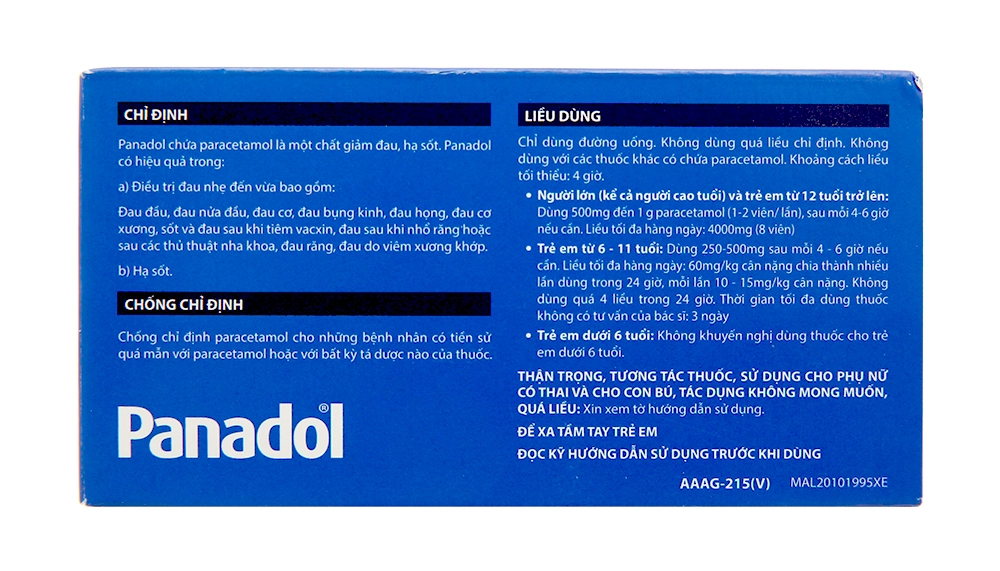 CHỈ ĐỊNH
Panadol chứa paracetamol là một chất giảm đau, hạ sốt. Panadol
có hiệu quả trong:
a) Điều trị đau nhẹ đến vừa bao gồm:
Đau đầu, đau nửa đầu, đau cơ, đau bụng kinh, đau họng, đau cơ
xương, sốt và đau sau khi tiêm vacxin, đau sau khi nhổ răng hoặc
sau các thủ thuật nha khoa, đau răng, đau do viêm xương khớp.
b) Hạ sốt.
CHỐNG CHỈ ĐỊNH
Chống chỉ định paracetamol cho những bệnh nhân có tiền sử
quá mẫn với paracetamol hoặc với bất kỳ tá dược nào của thuốc.
Panadol®
LIỀU DÙNG
Chỉ dùng đường uống. Không dùng quá liều chỉ định. Không
dùng với các thuốc khác có chứa paracetamol. Khoảng cách liều
tối thiểu: 4 giờ.
• Người lớn (kể cả người cao tuổi) và trẻ em từ 12 tuổi trở lên:
Dùng 500mg đến 1 g paracetamol (1-2 viên/ lần), sau mỗi 4-6 giờ
nếu cần. Liều tối đa hàng ngày: 4000mg (8 viên)
• Trẻ em từ 6 - 11 tuổi: Dùng 250-500mg sau mỗi 4 - 6 giờ nếu
cần. Liều tối đa hàng ngày: 60mg/kg cân nặng chia thành nhiều
lần dùng trong 24 giờ, mỗi lần 10 - 15mg/kg cân nặng. Không
dùng quá 4 liều trong 24 giờ. Thời gian tối đa dùng thuốc
không có tư vấn của bác sĩ: 3 ngày
• Trẻ em dưới 6 tuổi: Không khuyến nghị dùng thuốc cho trẻ
em dưới 6 tuổi.
THẬN TRỌNG, TƯƠNG TÁC THUỐC, SỬ DỤNG CHO PHỤ NỮ
CÓ THAI VÀ CHO CON BÚ, TÁC DỤNG KHÔNG MONG MUỐN,
QUÁ LIỀU: Xin xem tờ hướng dẫn sử dụng.
ĐỂ XA TẦM TAY TRẺ EM
ĐỌC KỸ HƯỚNG DẪN SỬ DỤNG TRƯỚC KHI DÙNG
AAAG-215(V) MAL20101995XE